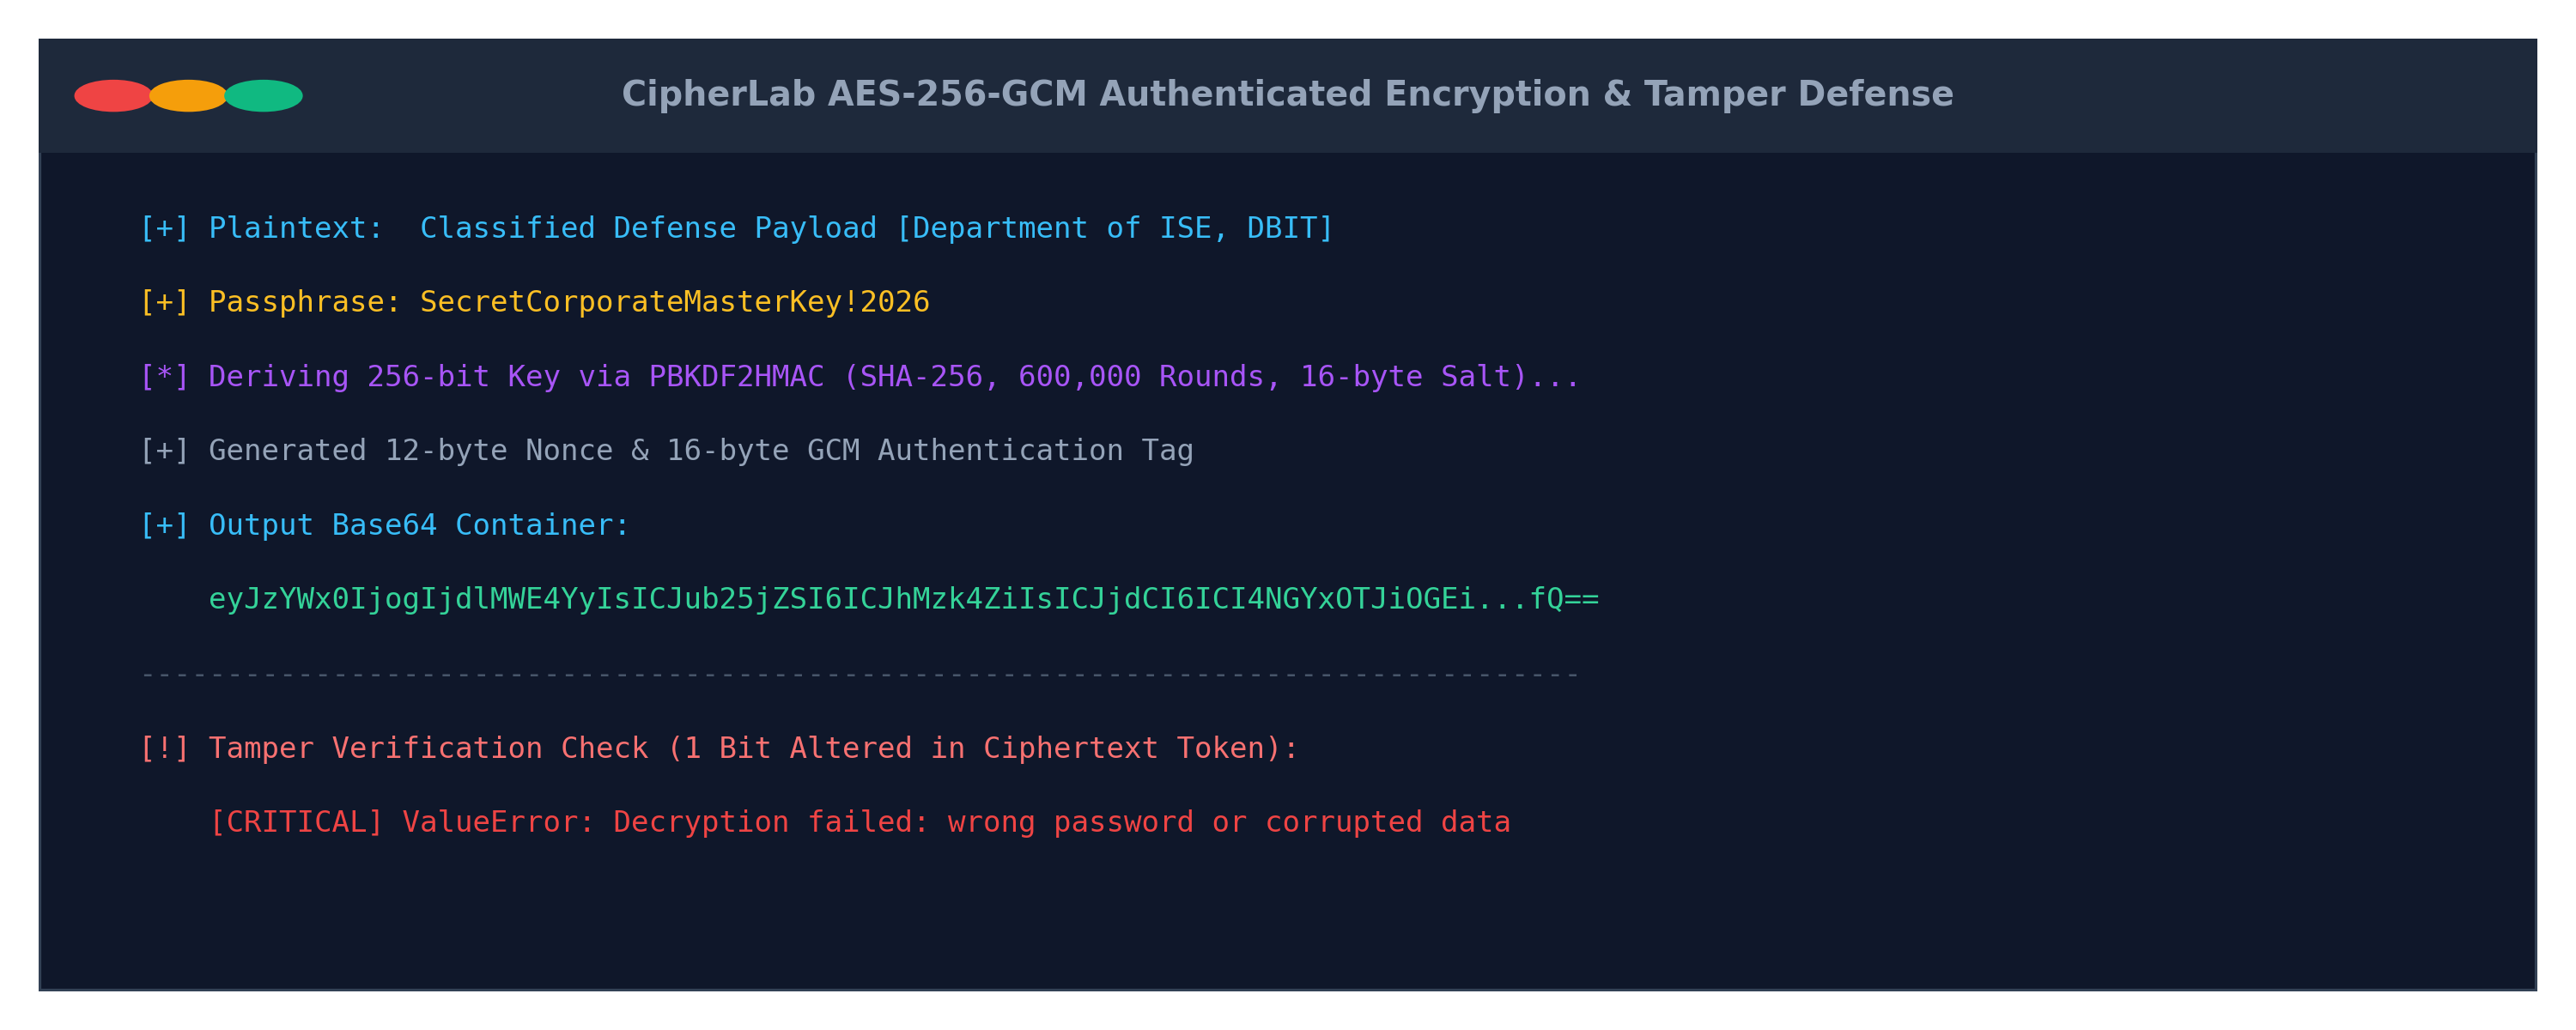 CipherLab AES-256-GCM Authenticated Encryption & Tamper Defense
[+] Plaintext:  Classified Defense Payload [Department of ISE, DBIT]
[+] Passphrase: SecretCorporateMasterKey!2026
[*] Deriving 256-bit Key via PBKDF2HMAC (SHA-256, 600,000 Rounds, 16-byte Salt)...
[+] Generated 12-byte Nonce & 16-byte GCM Authentication Tag
[+] Output Base64 Container:
eyJzYWx0IjogIjdlMWE4YyIsICJub25jZSI6ICJhMzk4ZiIsICJjdCI6ICI4NGYxOTJiOGEi...fQ==
----------------------------------------------------------------------------------
[!] Tamper Verification Check (1 Bit Altered in Ciphertext Token):
[CRITICAL] ValueError: Decryption failed: wrong password or corrupted data